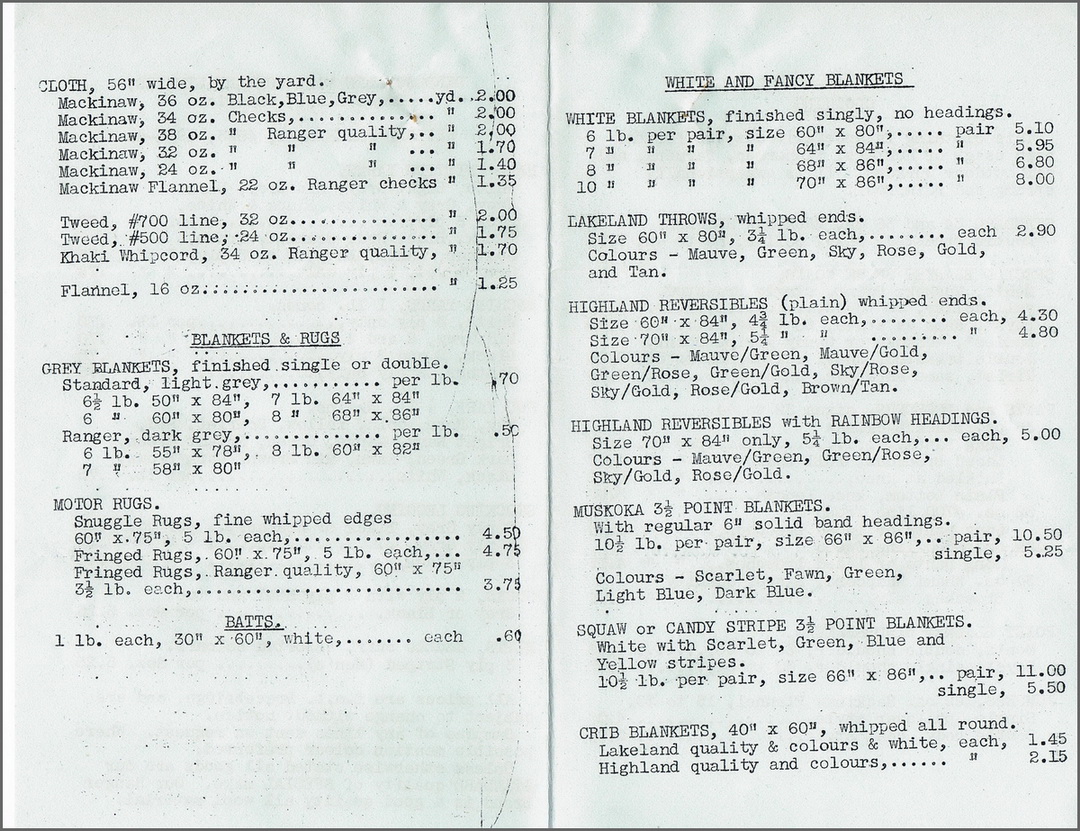 CLOTH, 56" wide, by the yard.
Mackinaw, 36 oz. Black,Blue,Grey,.....yd. 2.00
Mackinaw, 34 oz. Checks,............... " 2.00
Mackinaw, 38 oz. " Ranger quality,.. " 2.00
Mackinaw, 32 oz. " " " ... " 1.70
Mackinaw, 24 oz. " " " ... " 1.40
Mackinaw Flannel, 22 oz. Ranger checks " 1.35
Tweed, #700 line, 32 oz................ " 2.00
Tweed, #500 line, 24 oz................ " 1.75
Khaki Whipcord, 34 oz. Ranger quality, " 1.70
Flannel, 16 oz......................... " 1.25
BLANKETS & RUGS
GREY BLANKETS, finished single or double.
Standard, light grey,........... per lb. .70
6½ lb. 50" x 84", 7 lb. 64" x 84"
6 " 60" x 80", 8 " 68" x 86"
Ranger, dark grey,.............. per lb. .50
6 lb. 55" x 78", 8 lb. 60" x 82"
7 " 58" x 80"
MOTOR RUGS.
Snuggle Rugs, fine whipped edges
60" x 75", 5 lb. each,................. 4.50
Fringed Rugs, 60" x 75", 5 lb. each,... 4.75
Fringed Rugs, Ranger quality, 60" x 75"
3½ lb. each,........................... 3.75
BATTS.
1 lb. each, 30" x 60", white,....... each .60
WHITE AND FANCY BLANKETS
WHITE BLANKETS, finished singly, no headings.
6 lb. per pair, size 60" x 80",..... pair 5.10
7 " " " " 64" x 84",..... " 5.95
8 " " " " 68" x 86",..... " 6.80
10 " " " " 70" x 86",..... " 8.00
LAKELAND THROWS, whipped ends.
Size 60" x 80", 3¼ lb. each,........ each 2.90
Colours - Mauve, Green, Sky, Rose, Gold,
and Tan.
HIGHLAND REVERSIBLES (plain) whipped ends.
Size 60" x 84", 4¾ lb. each,........ each, 4.30
Size 70" x 84", 5¼ " " ......... " 4.80
Colours - Mauve/Green, Mauve/Gold,
Green/Rose, Green/Gold, Sky/Rose,
Sky/Gold, Rose/Gold, Brown/Tan.
HIGHLAND REVERSIBLES with RAINBOW HEADINGS.
Size 70" x 84" only, 5¼ lb. each,... each, 5.00
Colours - Mauve/Green, Green/Rose,
Sky/Gold, Rose/Gold.
MUSKOKA 3½ POINT BLANKETS.
With regular 6" solid band headings.
10½ lb. per pair, size 66" x 86",.. pair, 10.50
single, 5.25
Colours - Scarlet, Fawn, Green,
Light Blue, Dark Blue.
SQUAW or CANDY STRIPE 3½ POINT BLANKETS.
White with Scarlet, Green, Blue and
Yellow stripes.
10½ lb. per pair, size 66" x 86",.. pair, 11.00
single, 5.50
CRIB BLANKETS, 40" x 60", whipped all round.
Lakeland quality & colours & white, each, 1.45
Highland quality and colours,...... " 2.15